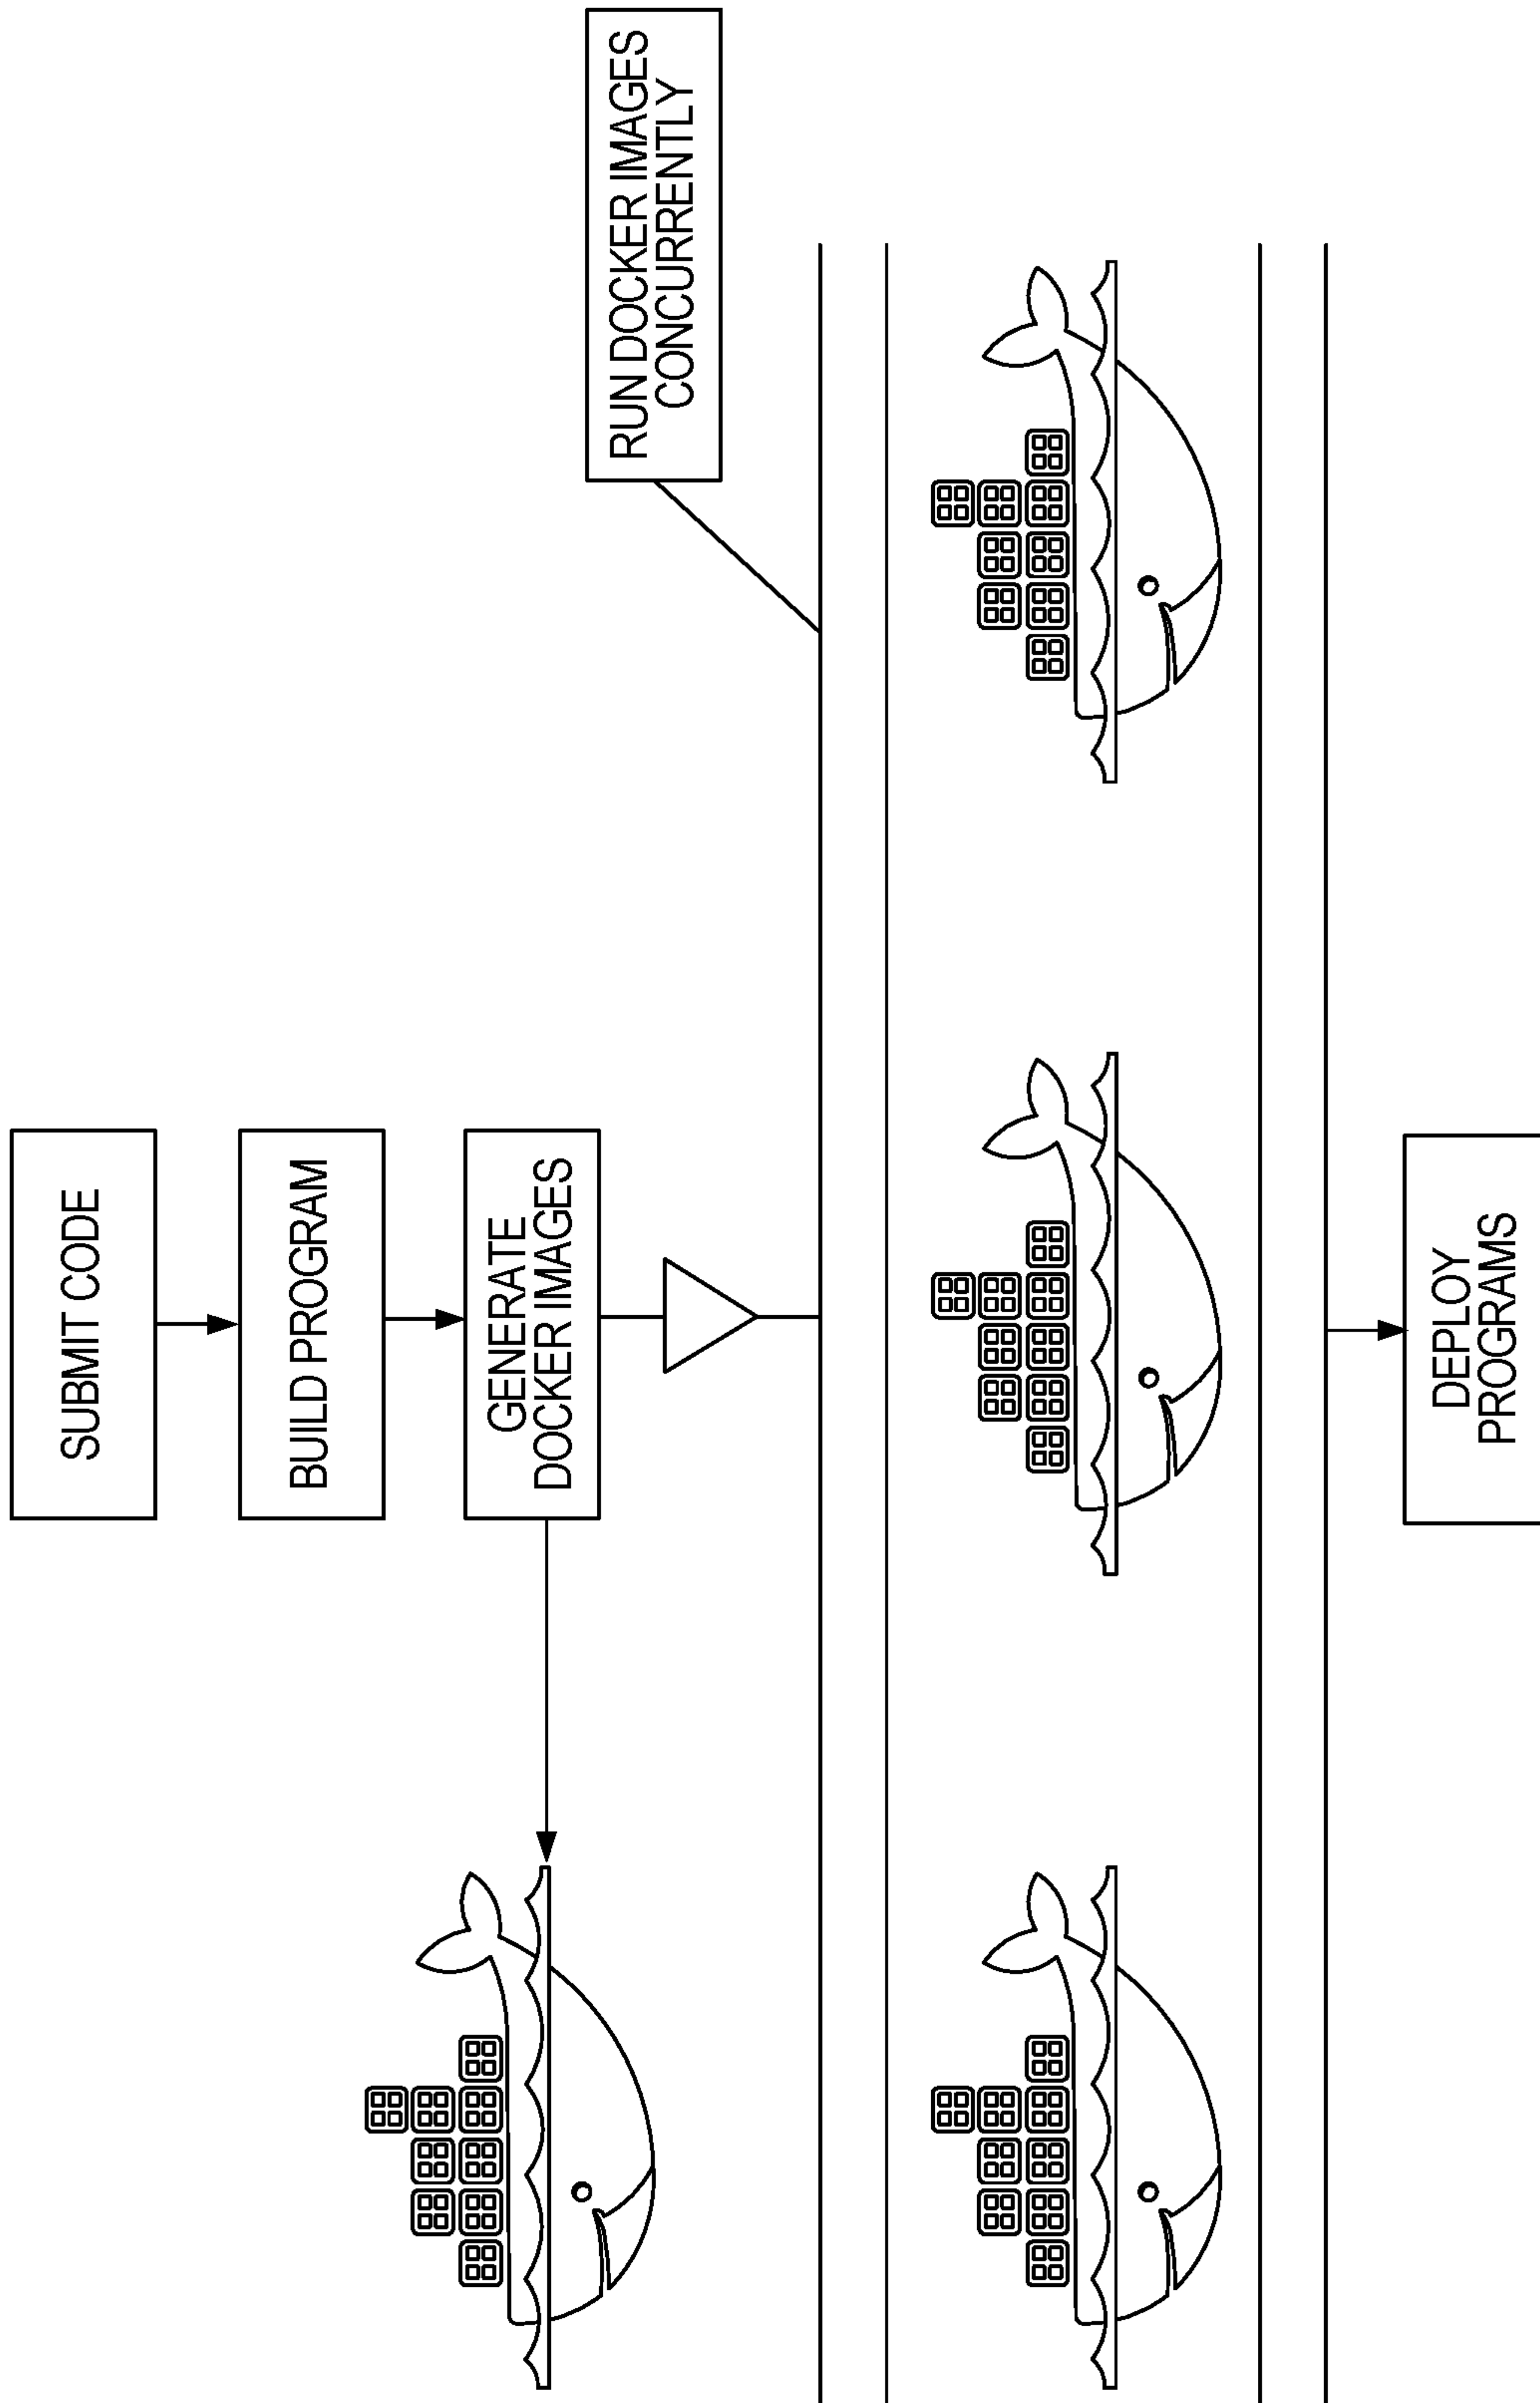 SUBMIT CODE
BUILD PROGRAM
GENERATE
DOCKER IMAGES
RUN DOCKER IMAGES
CONCURRENTLY
DEPLOY
PROGRAMS